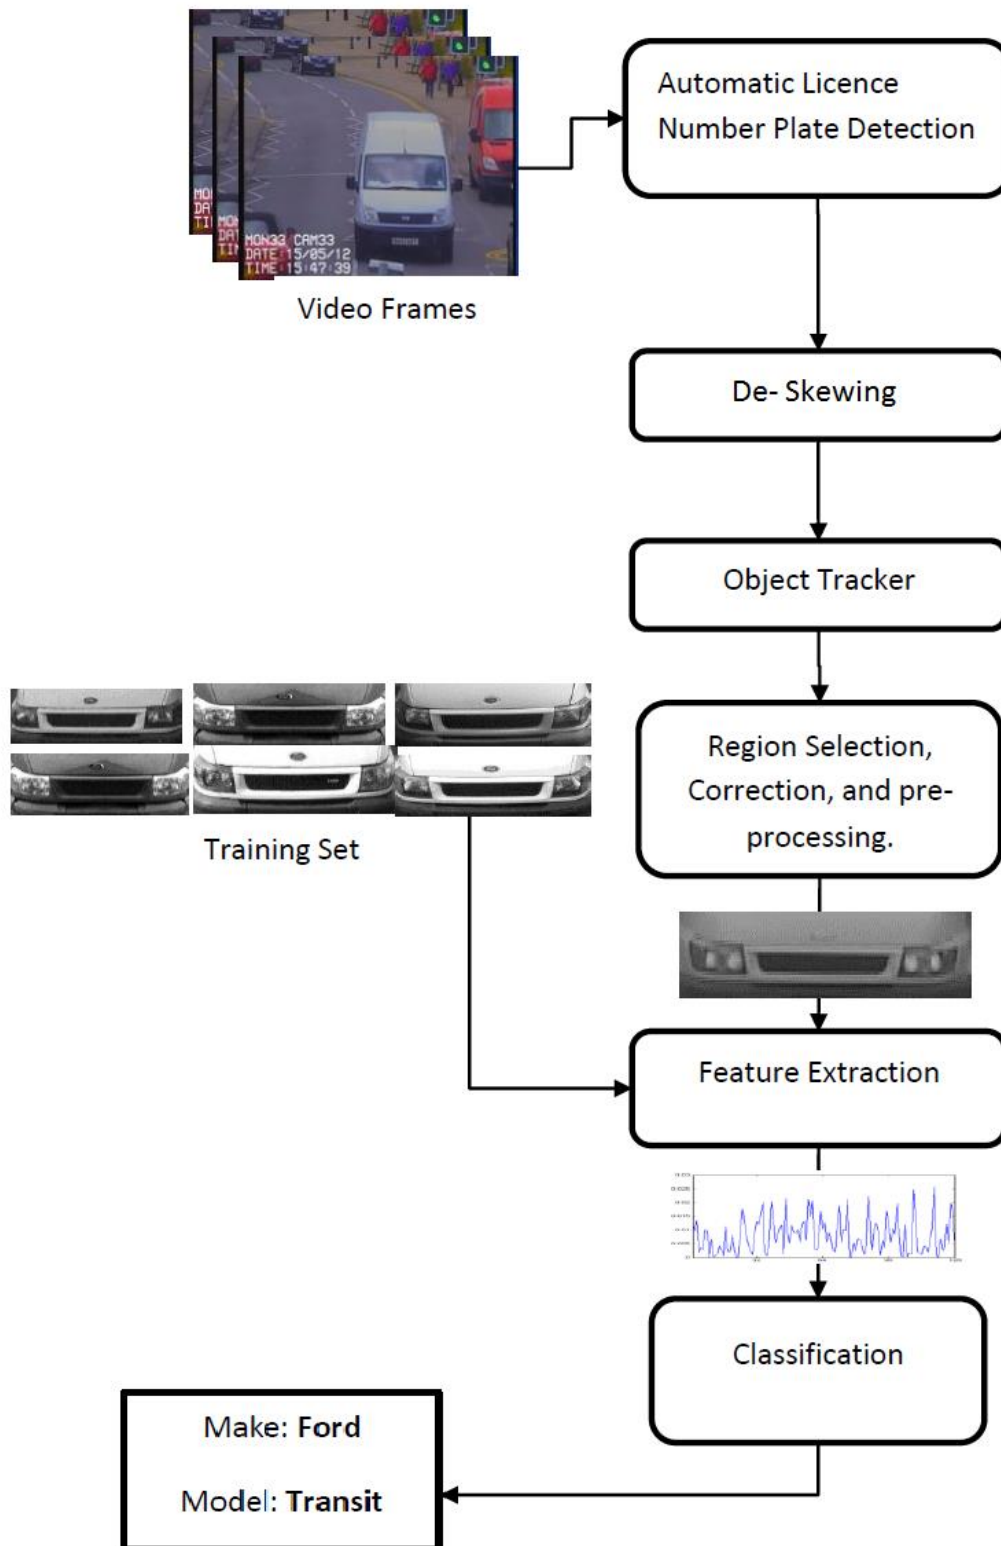 MON33 CAM33
DATE:15/05/12
TIME:15:47:39
Video Frames
Automatic Licence
Number Plate Detection
De- Skewing
Object Tracker
Region Selection,
Correction, and pre-
processing.
Training Set
Feature Extraction
Classification
Make: Ford
Model: Transit